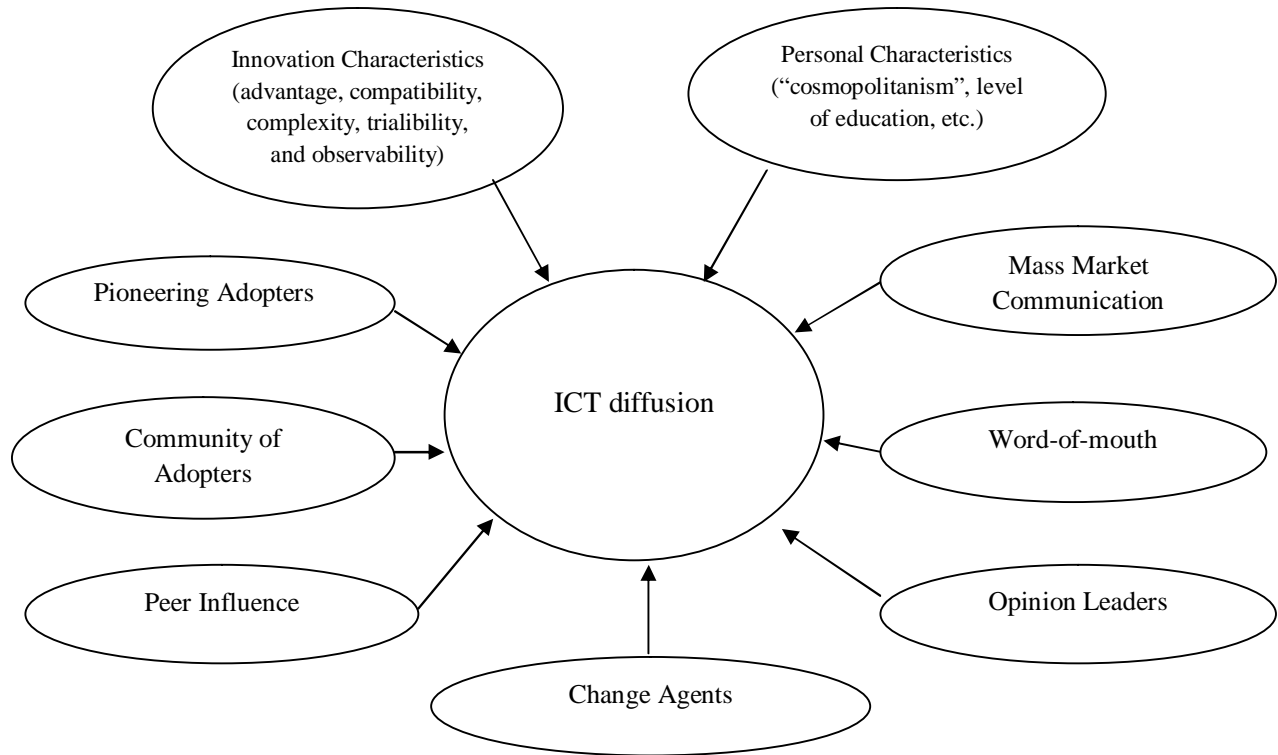 Innovation Characteristics
(advantage, compatibility,
complexity, trialibility,
and observability)
Personal Characteristics
(“cosmopolitanism”, level
of education, etc.)
Pioneering Adopters
Mass Market
Communication
ICT diffusion
Community of
Adopters
Word-of-mouth
Peer Influence
Opinion Leaders
Change Agents